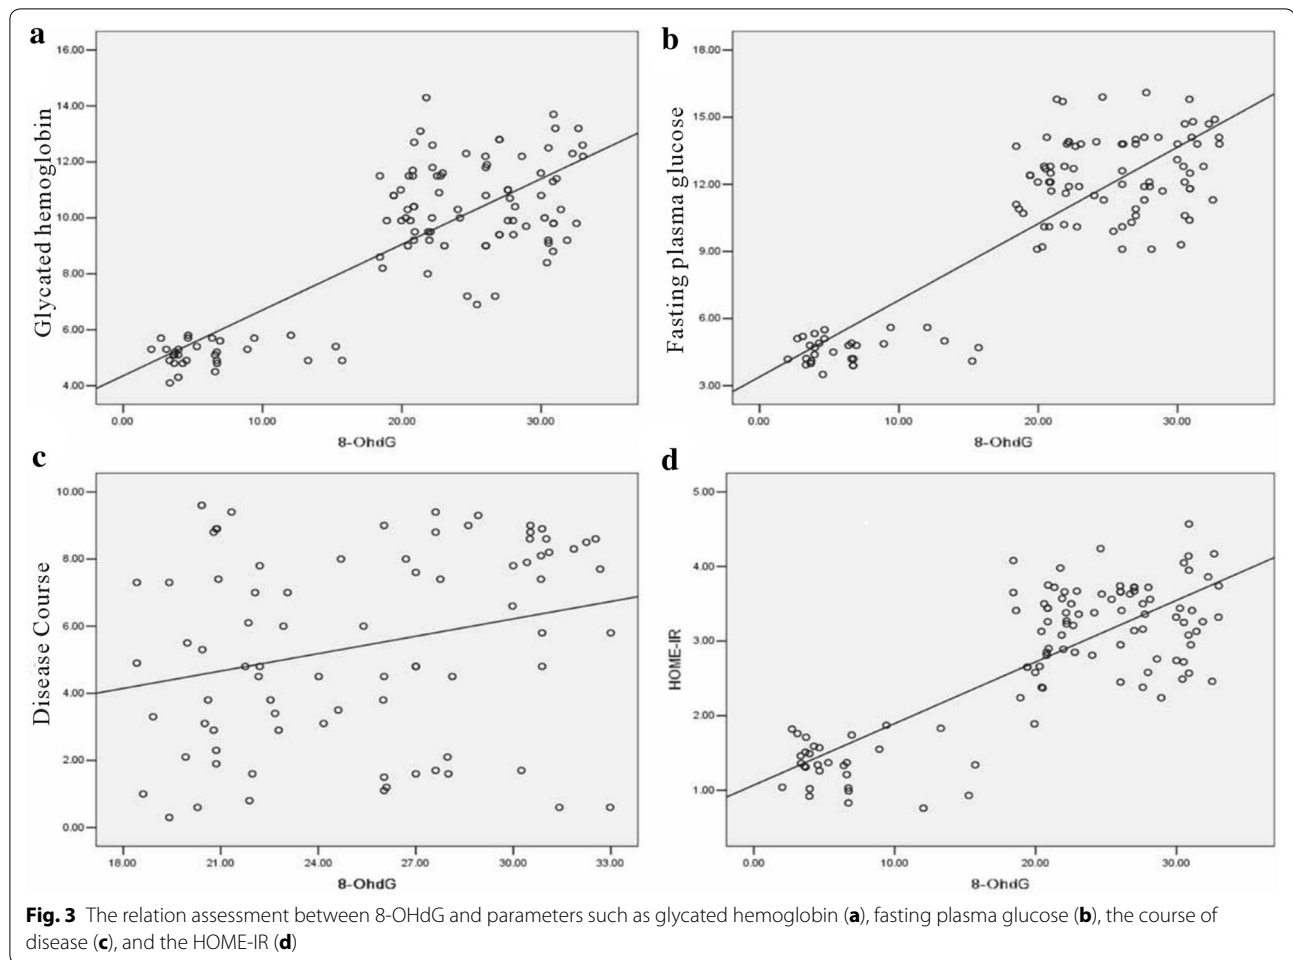 a
16.00
14.00
12.00
10.00
8.00
6.00
4.00
Glycated hemoglobin
0.00 10.00 20.00 30.00
8-OhdG
b
18.00
15.00
12.00
9.00
6.00
3.00
Fasting plasma glucose
0.00 10.00 20.00 30.00
8-OhdG
c
10.00
8.00
6.00
4.00
2.00
0.00
Disease Course
18.00 21.00 24.00 27.00 30.00 33.00
8-OhdG
d
5.00
4.00
3.00
2.00
1.00
HOME-IR
0.00 10.00 20.00 30.00
8-OhdG
Fig. 3 The relation assessment between 8-OHdG and parameters such as glycated hemoglobin (a), fasting plasma glucose (b), the course of
disease (c), and the HOME-IR (d)